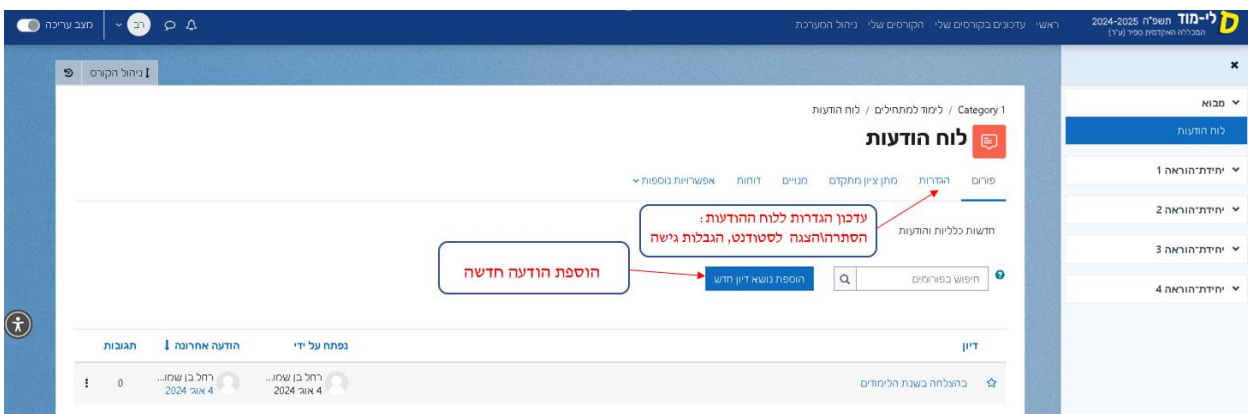 לי-מוד תשפ"ה 2024-2025
המכללה האקדמית ספיר (ע"ר)
ראשי עדכונים בקורסים שלי הקורסים שלי ניהול המערכת
רב
מצב עריכה
ניהול הקורס
מבוא
לוח הודעות
יחידת־הוראה 1
יחידת־הוראה 2
יחידת־הוראה 3
יחידת־הוראה 4
Category 1 / לימוד למתחילים / לוח הודעות
לוח הודעות
פורום הגדרות מתן ציון מתקדם מנויים דוחות אפשרויות נוספות
עדכון הגדרות ללוח ההודעות :
הסתרה\הצגה לסטודנט, הגבלות גישה
חדשות כלליות והודעות
חיפוש בפורומים
הוספת נושא דיון חדש
הוספת הודעה חדשה
דיון נפתח על ידי הודעה אחרונה תגובות
בהצלחה בשנת הלימודים
רחל בן שמו...
4 אוג 2024
רחל בן שמו...
4 אוג 2024
0